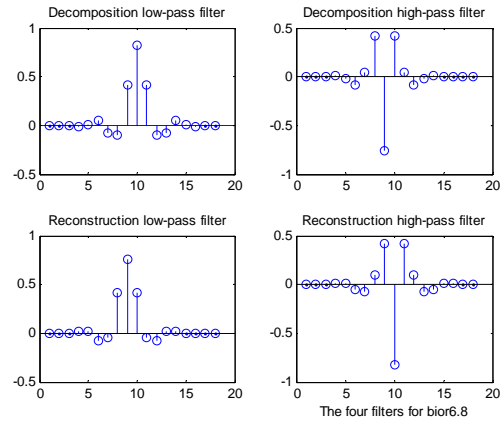 Decomposition low-pass filter
1
0.5
0
-0.5
0 5 10 15 20
Decomposition high-pass filter
0.5
0
-0.5
-1
0 5 10 15 20
Reconstruction low-pass filter
1
0.5
0
-0.5
0 5 10 15 20
Reconstruction high-pass filter
0.5
0
-0.5
-1
0 5 10 15 20
The four filters for bior6.8